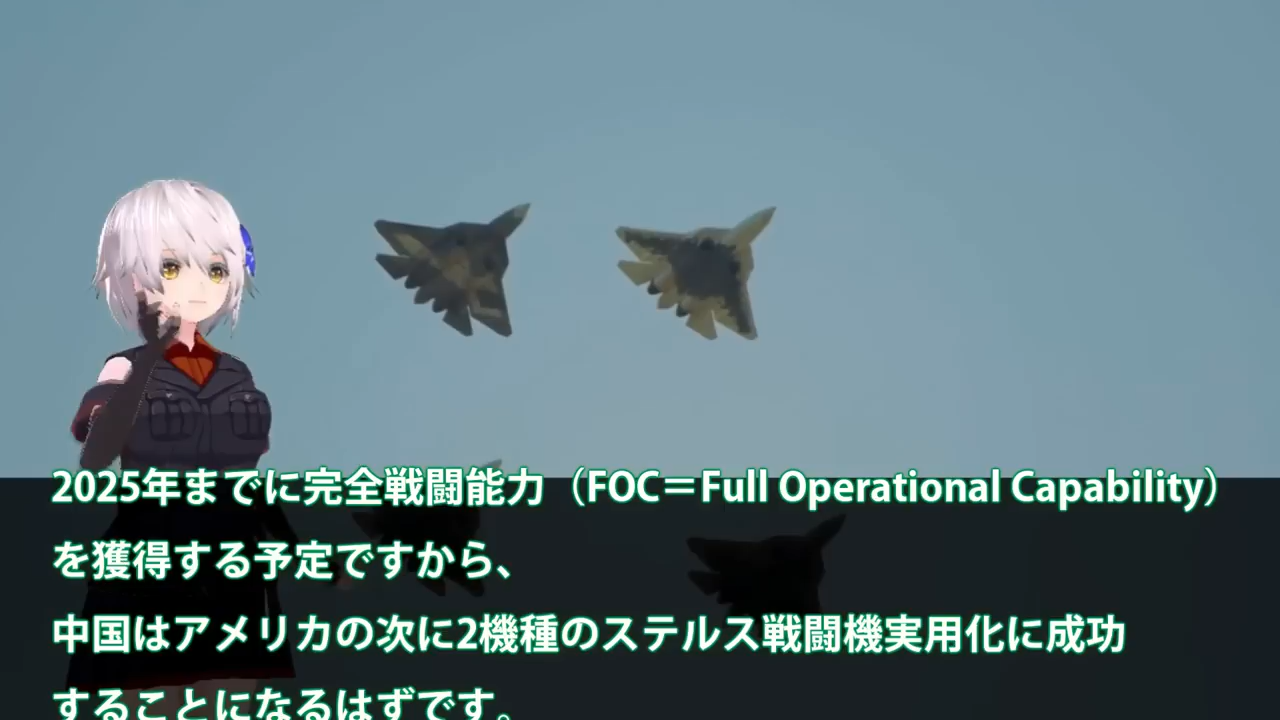 2025年までに完全戦闘能力（FOC＝Full Operational Capability）
を獲得する予定ですから、
中国はアメリカの次に2機種のステルス戦闘機実用化に成功
することになるはずです。